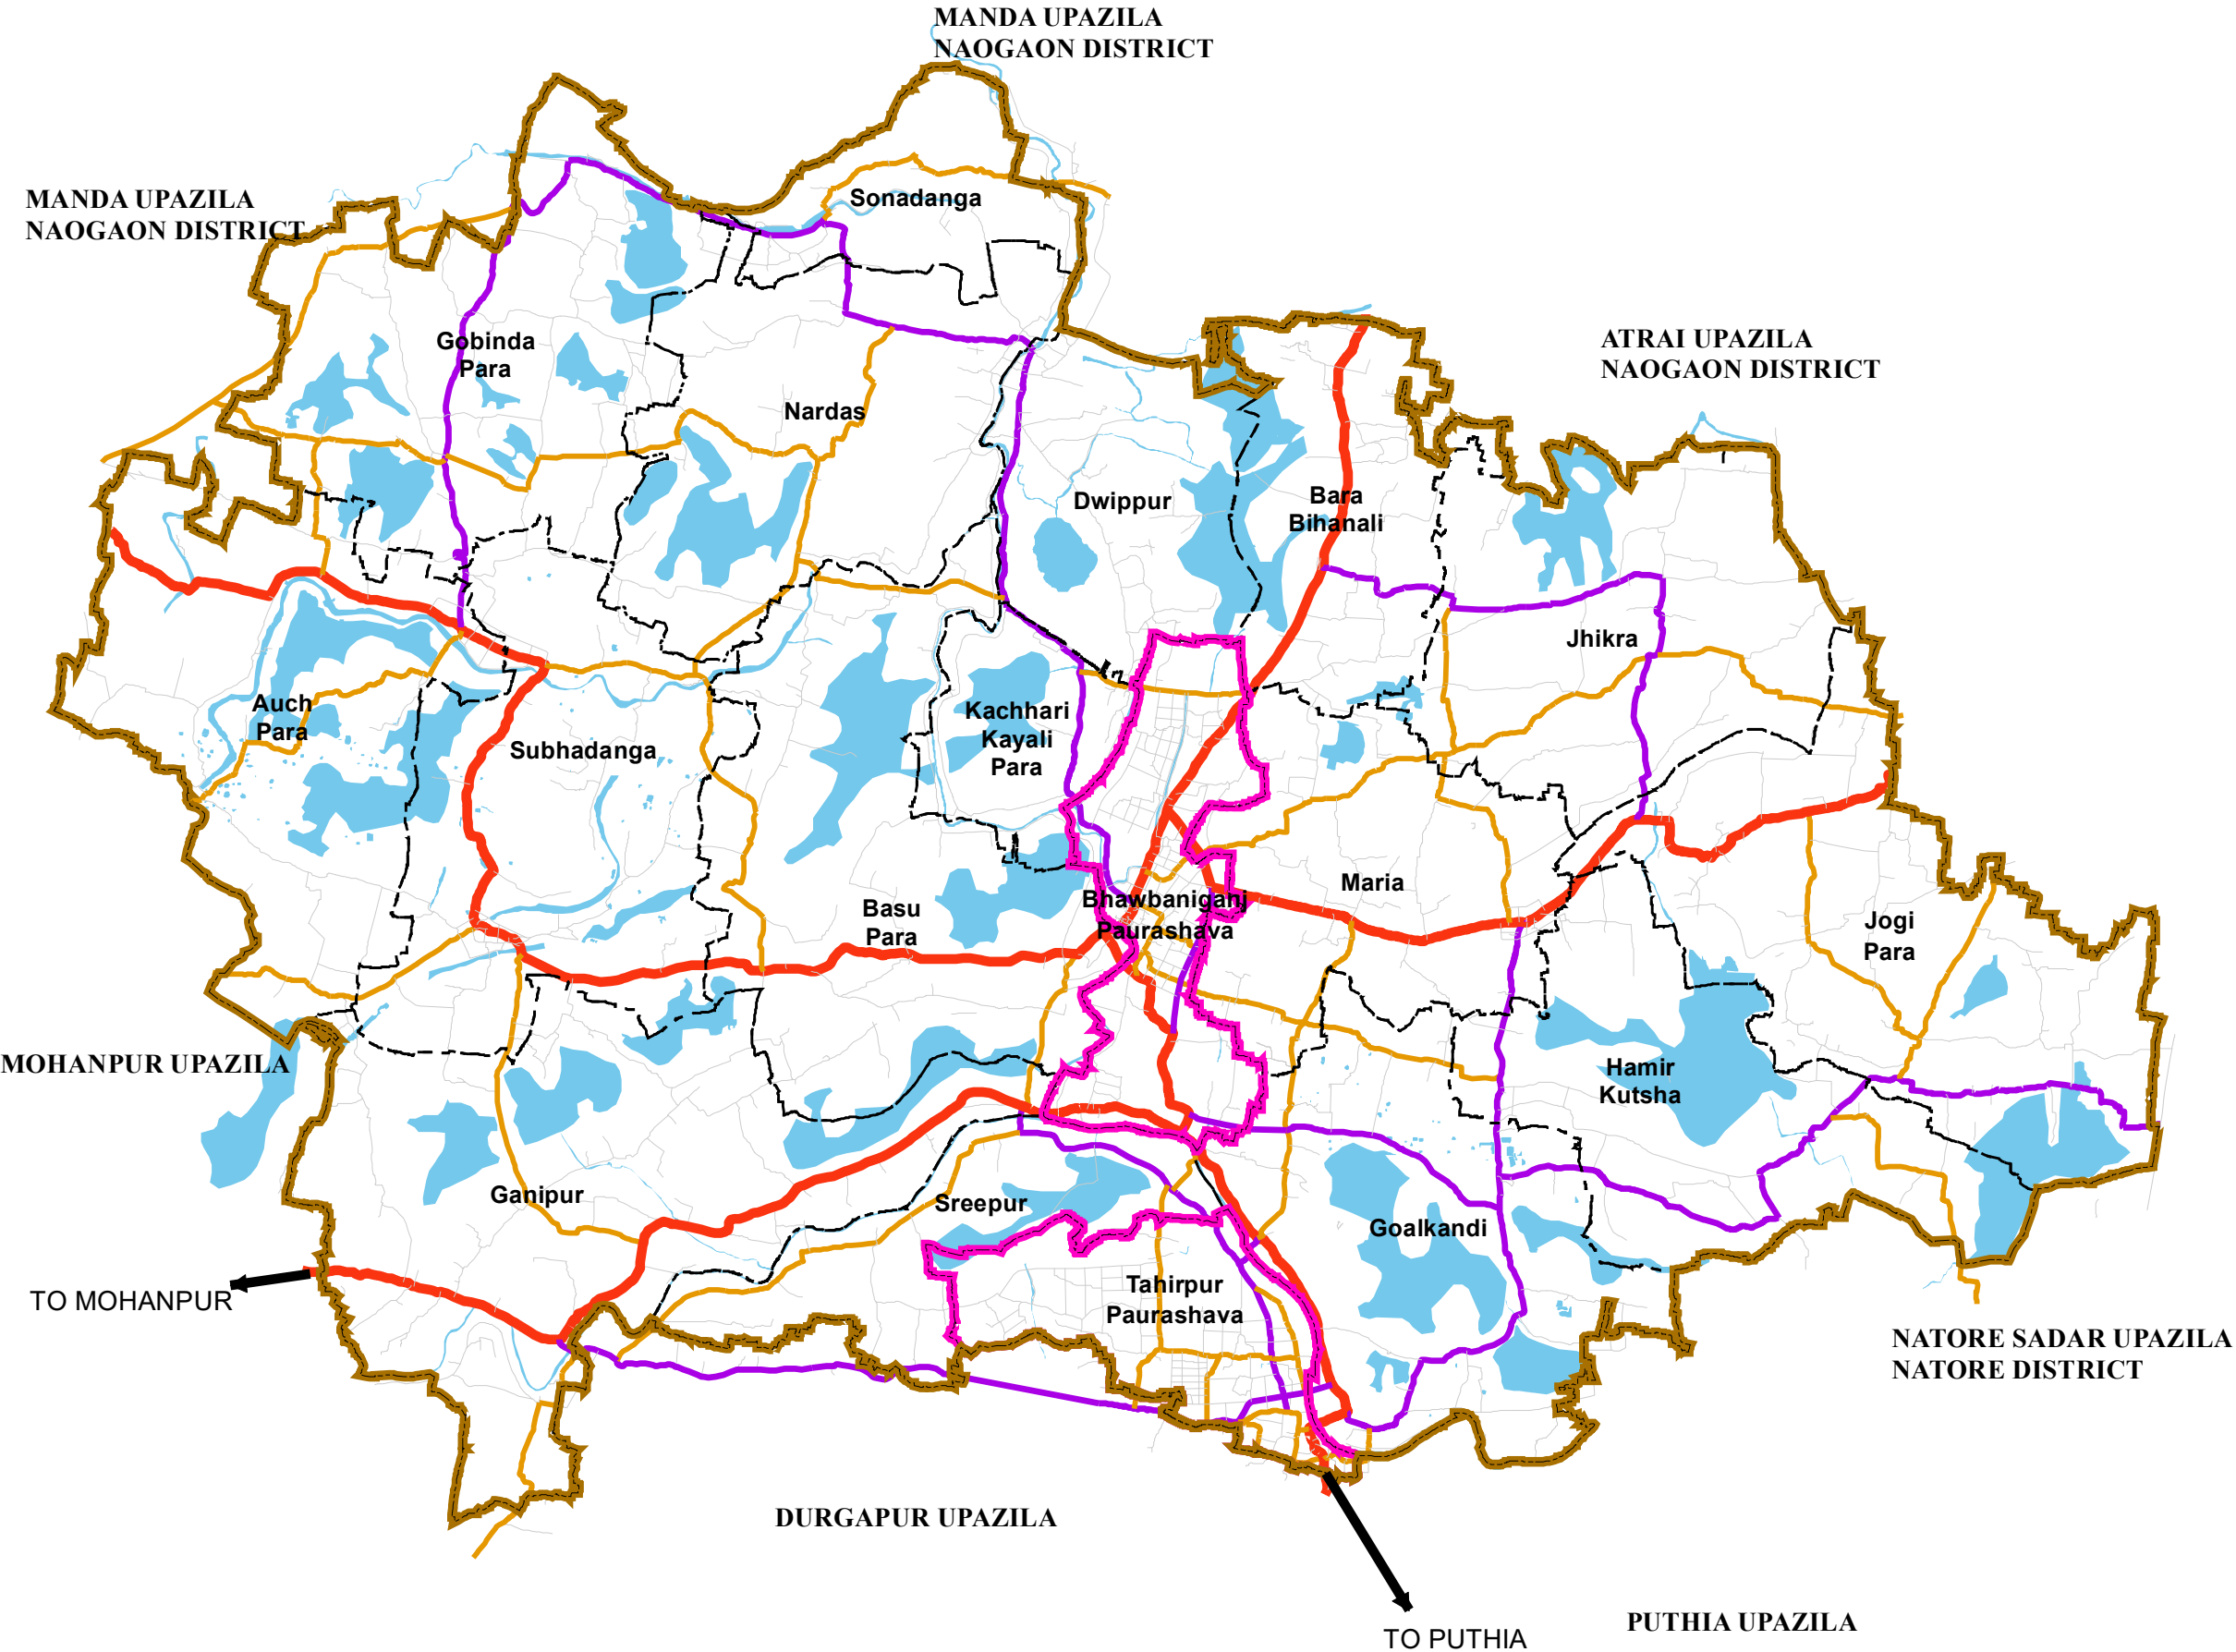 MANDA UPAZILA
NAOGAON DISTRICT
MANDA UPAZILA
NAOGAON DISTRICT
Sonadanga
ATRAI UPAZILA
NAOGAON DISTRICT
Gobinda
Para
Nardas
Dwippur
Bara
Bihanali
Jhikra
Auch
Para
Subhadanga
Kachhari
Kayali
Para
Maria
Basu
Para
Bhawbaniganj
Paurashava
Jogi
Para
MOHANPUR UPAZILA
Hamir
Kutsha
Ganipur
Sreepur
Goalkandi
Tahirpur
Paurashava
TO MOHANPUR
NATORE SADAR UPAZILA
NATORE DISTRICT
DURGAPUR UPAZILA
PUTHIA UPAZILA
TO PUTHIA